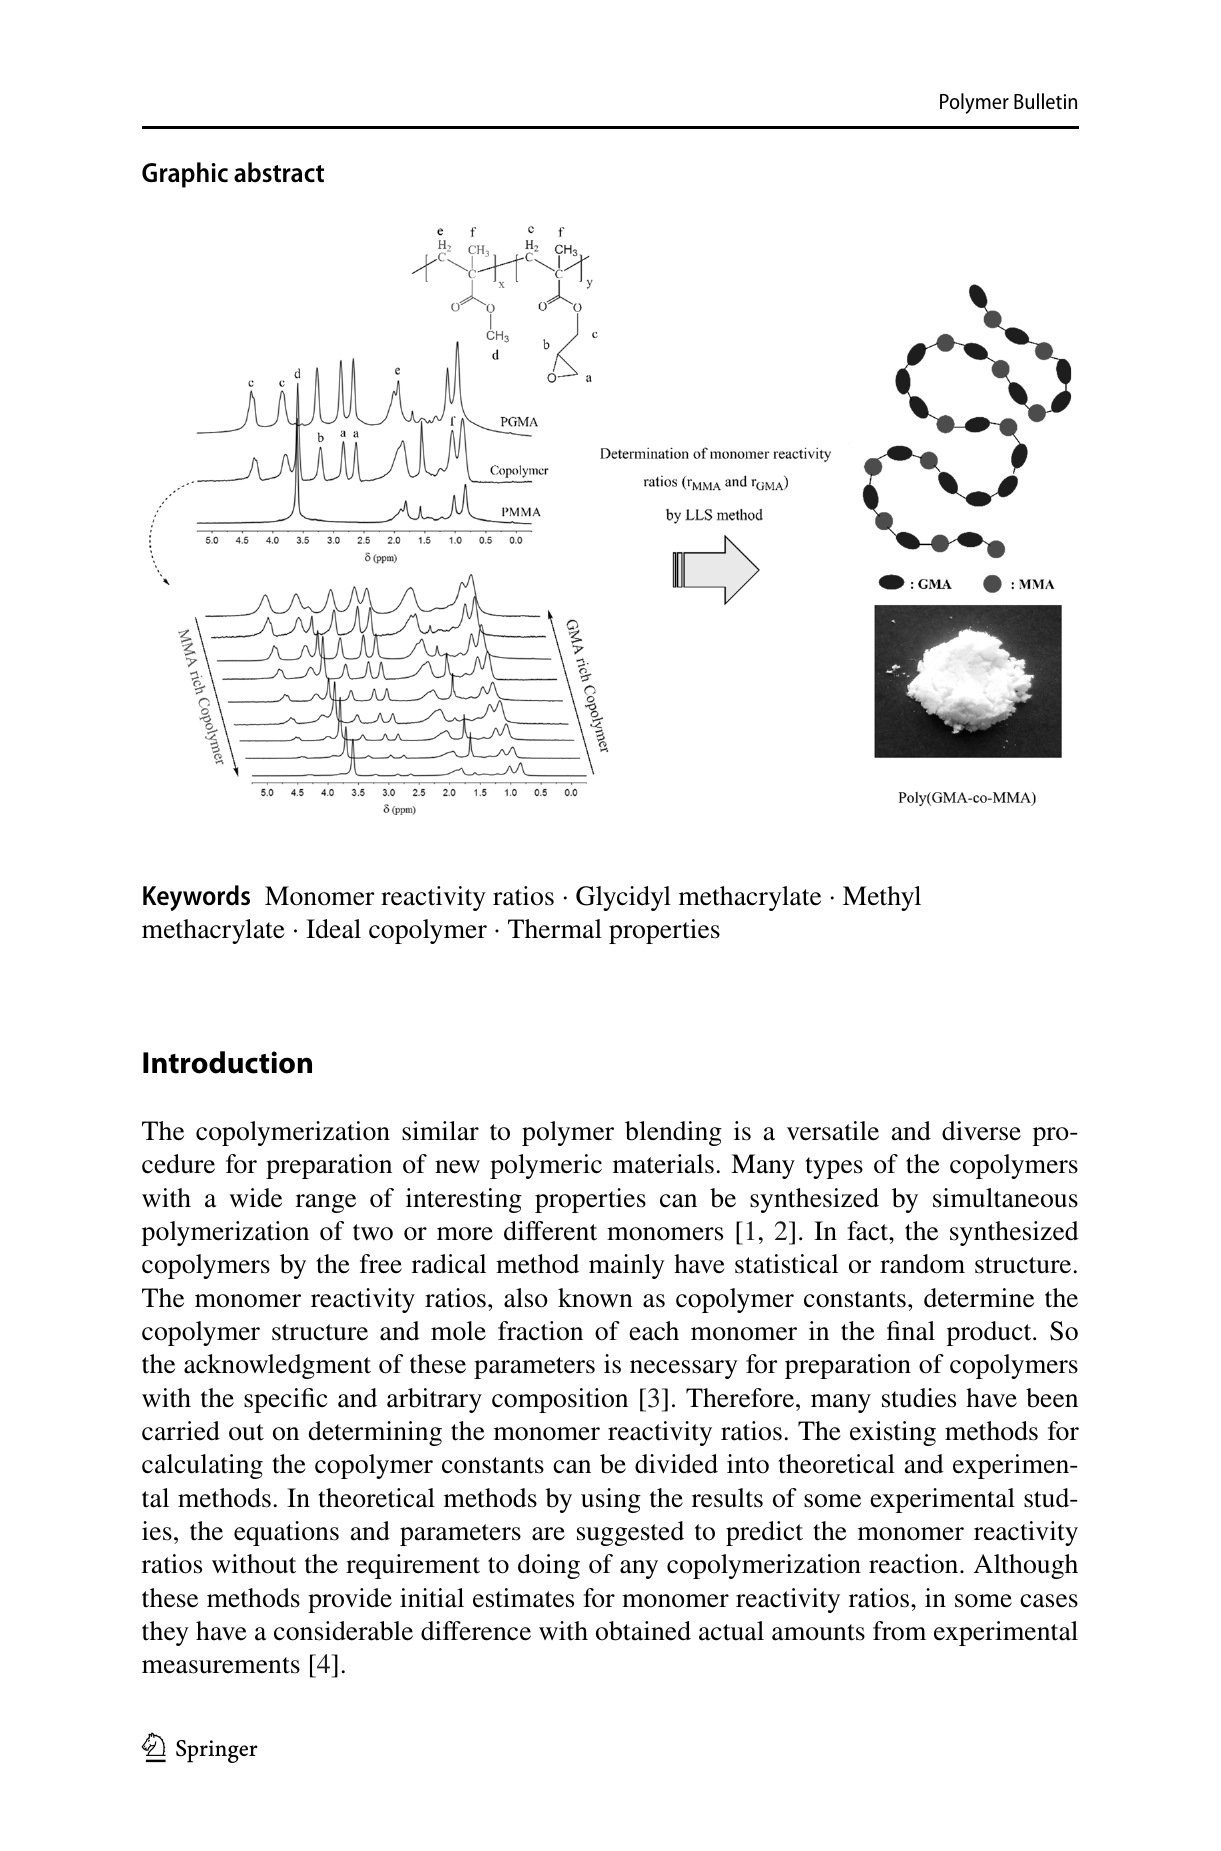 Polymer Bulletin
Graphic abstract
e f c f
H2 CH3 H2 CH3
C C
C x C y
O O O O
CH3 c
d b
O a
c c d e
PGMA
b a a f
Copolymer
PMMA
5.0 4.5 4.0 3.5 3.0 2.5 2.0 1.5 1.0 0.5 0.0
δ (ppm)
MMA rich Copolymer
GMA rich Copolymer
5.0 4.5 4.0 3.5 3.0 2.5 2.0 1.5 1.0 0.5 0.0
δ (ppm)
Determination of monomer reactivity
ratios (rMMA and rGMA)
by LLS method
: GMA : MMA
Poly(GMA-co-MMA)
Keywords Monomer reactivity ratios · Glycidyl methacrylate · Methyl
methacrylate · Ideal copolymer · Thermal properties
Introduction
The copolymerization similar to polymer blending is a versatile and diverse pro-
cedure for preparation of new polymeric materials. Many types of the copolymers
with a wide range of interesting properties can be synthesized by simultaneous
polymerization of two or more different monomers [1, 2]. In fact, the synthesized
copolymers by the free radical method mainly have statistical or random structure.
The monomer reactivity ratios, also known as copolymer constants, determine the
copolymer structure and mole fraction of each monomer in the final product. So
the acknowledgment of these parameters is necessary for preparation of copolymers
with the specific and arbitrary composition [3]. Therefore, many studies have been
carried out on determining the monomer reactivity ratios. The existing methods for
calculating the copolymer constants can be divided into theoretical and experimen-
tal methods. In theoretical methods by using the results of some experimental stud-
ies, the equations and parameters are suggested to predict the monomer reactivity
ratios without the requirement to doing of any copolymerization reaction. Although
these methods provide initial estimates for monomer reactivity ratios, in some cases
they have a considerable difference with obtained actual amounts from experimental
measurements [4].
Springer